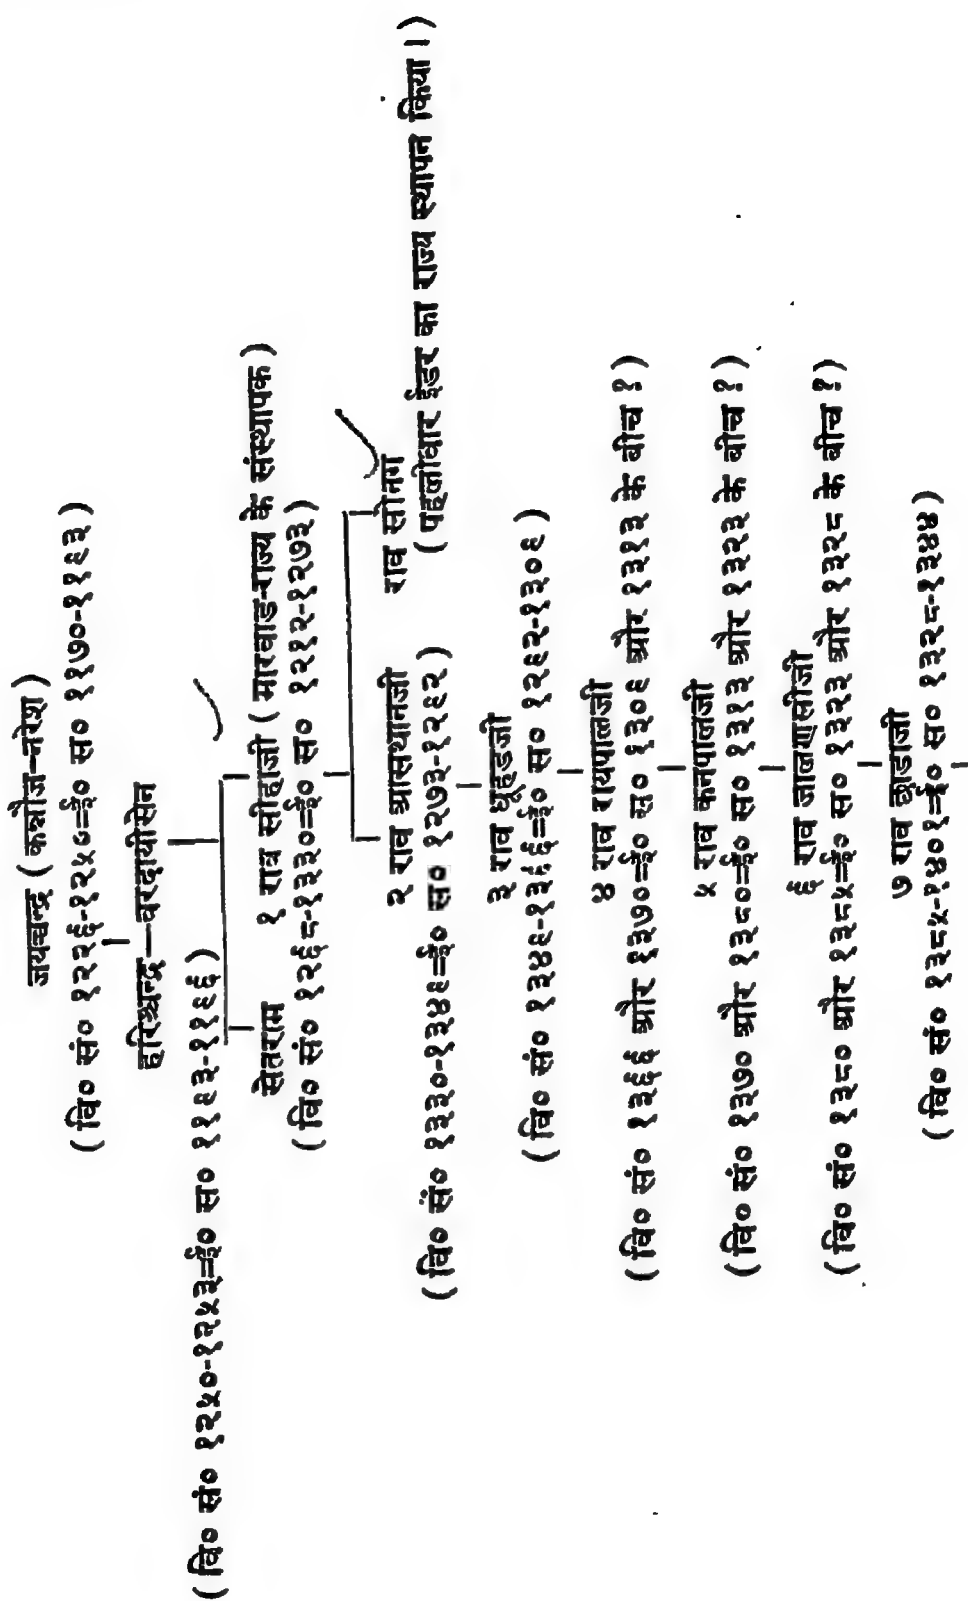 जयचन्द्र ( कन्नौज-नरेश )
( वि० सं० १२२६-१२५०=ई० स० ११७०-११९३ )
हरिश्चन्द्र—वरदायीसेन
( वि० सं० १२५०-१२५३=ई० स० ११९३-११९६ )
सेतराम
१ राव सीहाजी ( मारवाड़-राज्य के संस्थापक )
( वि० सं० १२६८-१३३०=ई० स० १२१२-१२७३ )
२ राव आसथानजी
( वि० सं० १३३०-१३४९=ई० स० १२७३-१२९२ )
राव सोनग
( पहलीवार ईडर का राज्य स्थापन किया । )
३ राव धूहड़जी
( वि० सं० १३४९-१३६६=ई० स० १२९२-१३०९ )
४ राव रायपालजी
( वि० सं० १३६६ और १३७०=ई० स० १३०९ और १३१३ के बीच ? )
५ राव कनपालजी
( वि० सं० १३७० और १३८०=ई० स० १३१३ और १३२३ के बीच ? )
६ राव जालणसीजी
( वि० सं० १३८० और १३८५=ई० स० १३२३ और १३२८ के बीच ? )
७ राव छाडाजी
( वि० सं० १३८५-१४०१=ई० स० १३२८-१३४४ )